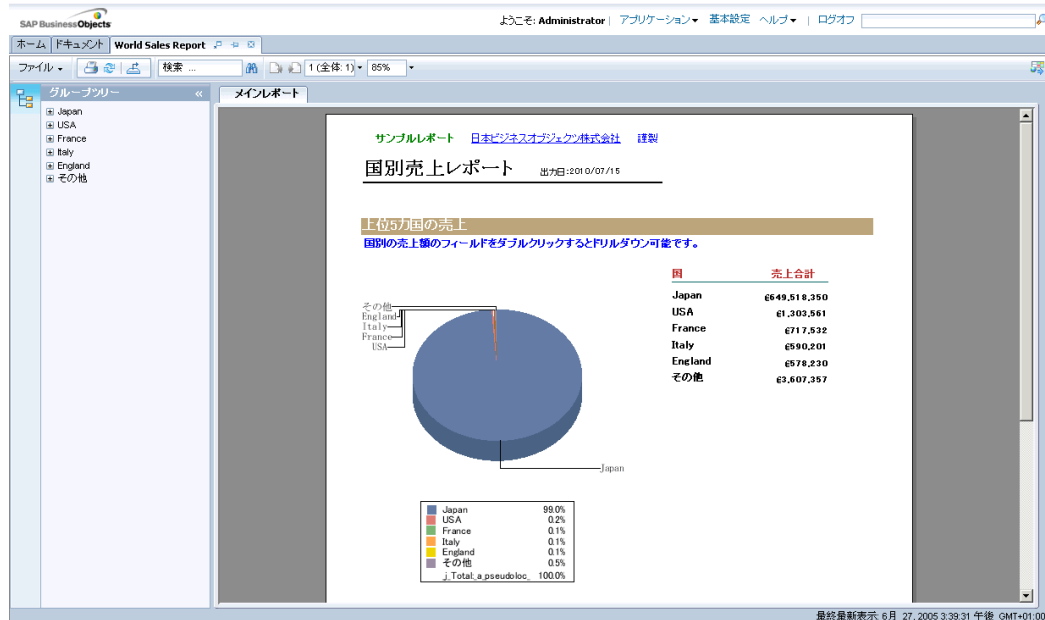 SAP BusinessObjects
ようこそ: Administrator | アプリケーション 基本設定 ヘルプ | ログオフ
ホーム ドキュメント World Sales Report
ファイル 検索 ... 1 (全体: 1) 85%
グループツリー « メインレポート
Japan
USA
France
Italy
England
その他
サンプルレポート 日本ビジネスオブジェクツ株式会社 謹製
国別売上レポート 出力日:2010/07/15
上位5カ国の売上
国別の売上額のフィールドをダブルクリックするとドリルダウン可能です。
国 売上合計
Japan €649,518,350
USA €1,303,561
France €717,532
Italy €590,201
England €578,230
その他 €3,607,357
その他
England
Italy
France
USA
Japan
Japan 99.0%
USA 0.2%
France 0.1%
Italy 0.1%
England 0.1%
その他 0.5%
j_Total:_a_pseudoloc_ 100.0%
最終最新表示: 6月 27, 2005 3:39:31 午後 GMT+01:00